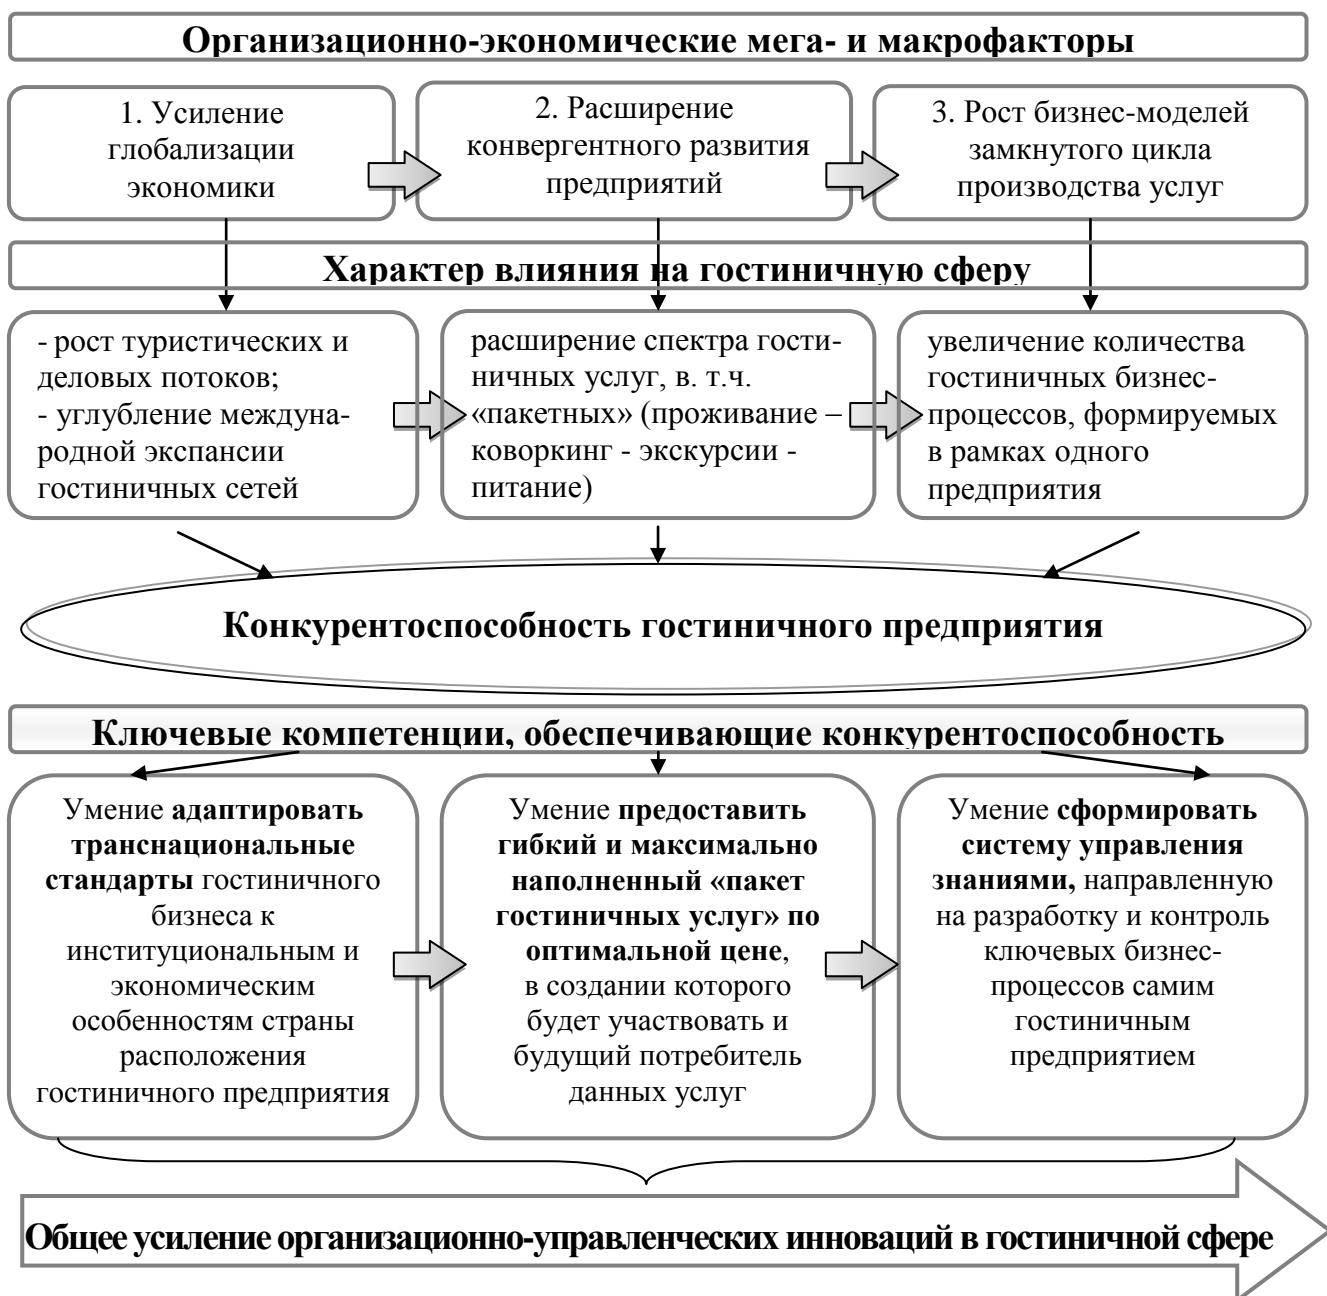 Организационно-экономические мега- и макрофакторы
1. Усиление
глобализации
экономики
2. Расширение
конвергентного развития
предприятий
3. Рост бизнес-моделей
замкнутого цикла
производства услуг
Характер влияния на гостиничную сферу
- рост туристических и
деловых потоков;
- углубление междуна-
родной экспансии
гостиничных сетей
расширение спектра гости-
ничных услуг, в. т.ч.
«пакетных» (проживание –
коворкинг - экскурсии -
питание)
увеличение количества
гостиничных бизнес-
процессов, формируемых
в рамках одного
предприятия
Конкурентоспособность гостиничного предприятия
Ключевые компетенции, обеспечивающие конкурентоспособность
Умение адаптировать
транснациональные
стандарты гостиничного
бизнеса к
институциональным и
экономическим
особенностям страны
расположения
гостиничного предприятия
Умение предоставить
гибкий и максимально
наполненный «пакет
гостиничных услуг» по
оптимальной цене,
в создании которого
будет участвовать и
будущий потребитель
данных услуг
Умение сформировать
систему управления
знаниями, направленную
на разработку и контроль
ключевых бизнес-
процессов самим
гостиничным
предприятием
Общее усиление организационно-управленческих инноваций в гостиничной сфере